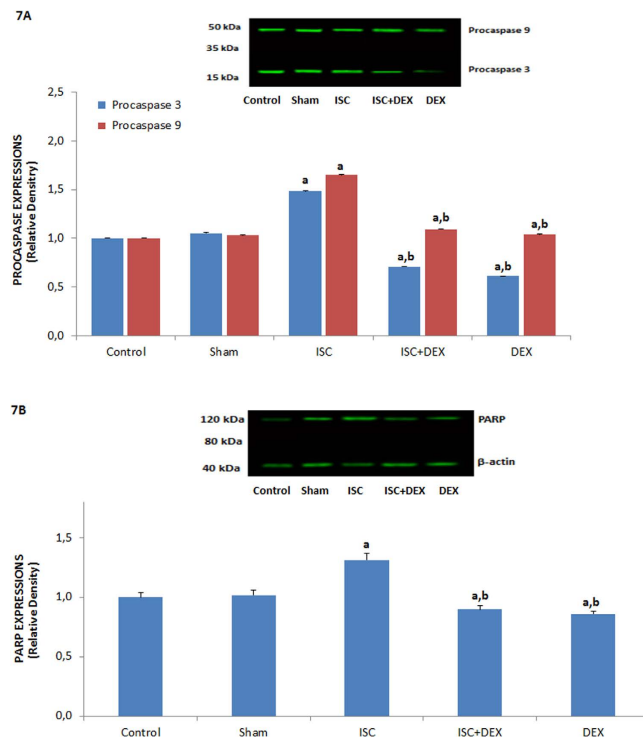 7A
50 kDa
35 kDa
15 kDa
Procaspase 9
Procaspase 3
Control Sham ISC ISC+DEX DEX
Procaspase 3
Procaspase 9
PROCASPASE EXPRESSIONS
(Relative Densitry)
2,5
2,0
1,5
1,0
0,5
0,0
a
a
a,b
a,b
a,b
a,b
Control Sham ISC ISC+DEX DEX
7B
120 kDa
80 kDa
40 kDa
PARP
β-actin
Control Sham ISC ISC+DEX DEX
PARP EXPRESSIONS
(Relative Density)
1,5
1,0
0,5
0,0
a
a,b
a,b
Control Sham ISC ISC+DEX DEX